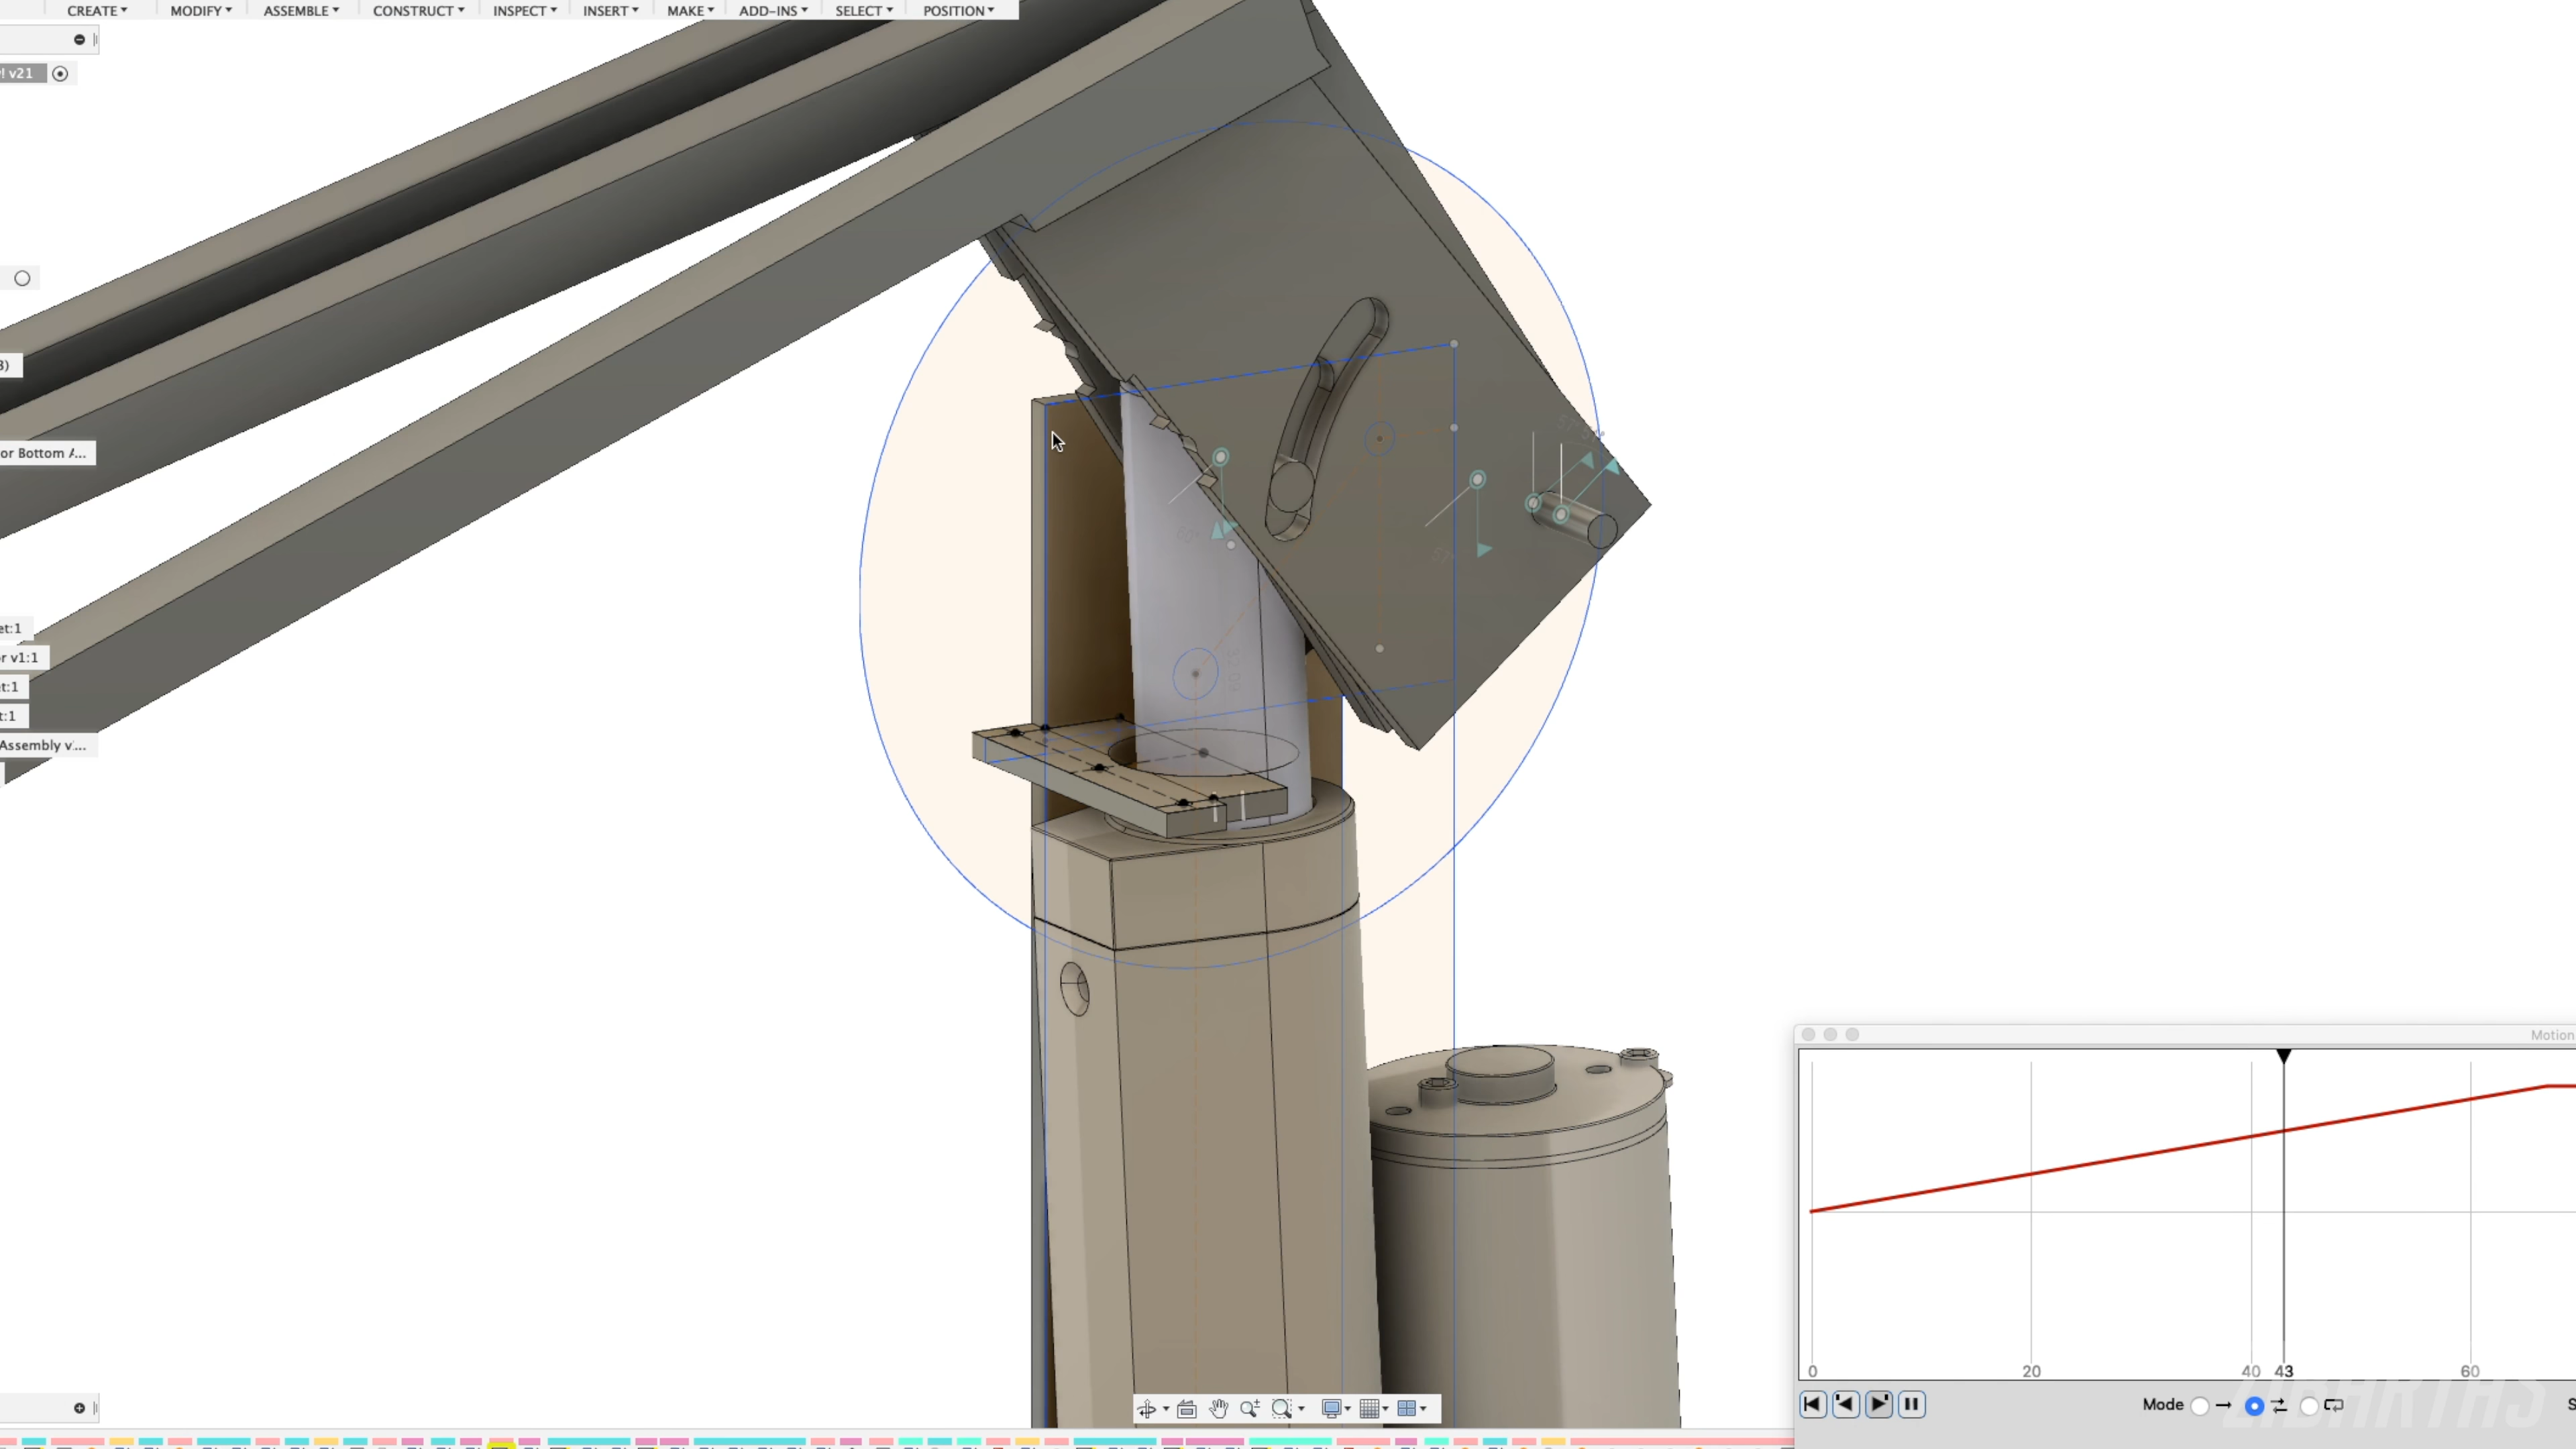 CREATE MODIFY ASSEMBLE CONSTRUCT INSPECT INSERT MAKE ADD-INS SELECT POSITION
v21
or Bottom A...
et:1
r v1:1
t:1
t:1
Assembly v'...
Motion
0 20 40 43 60
Mode